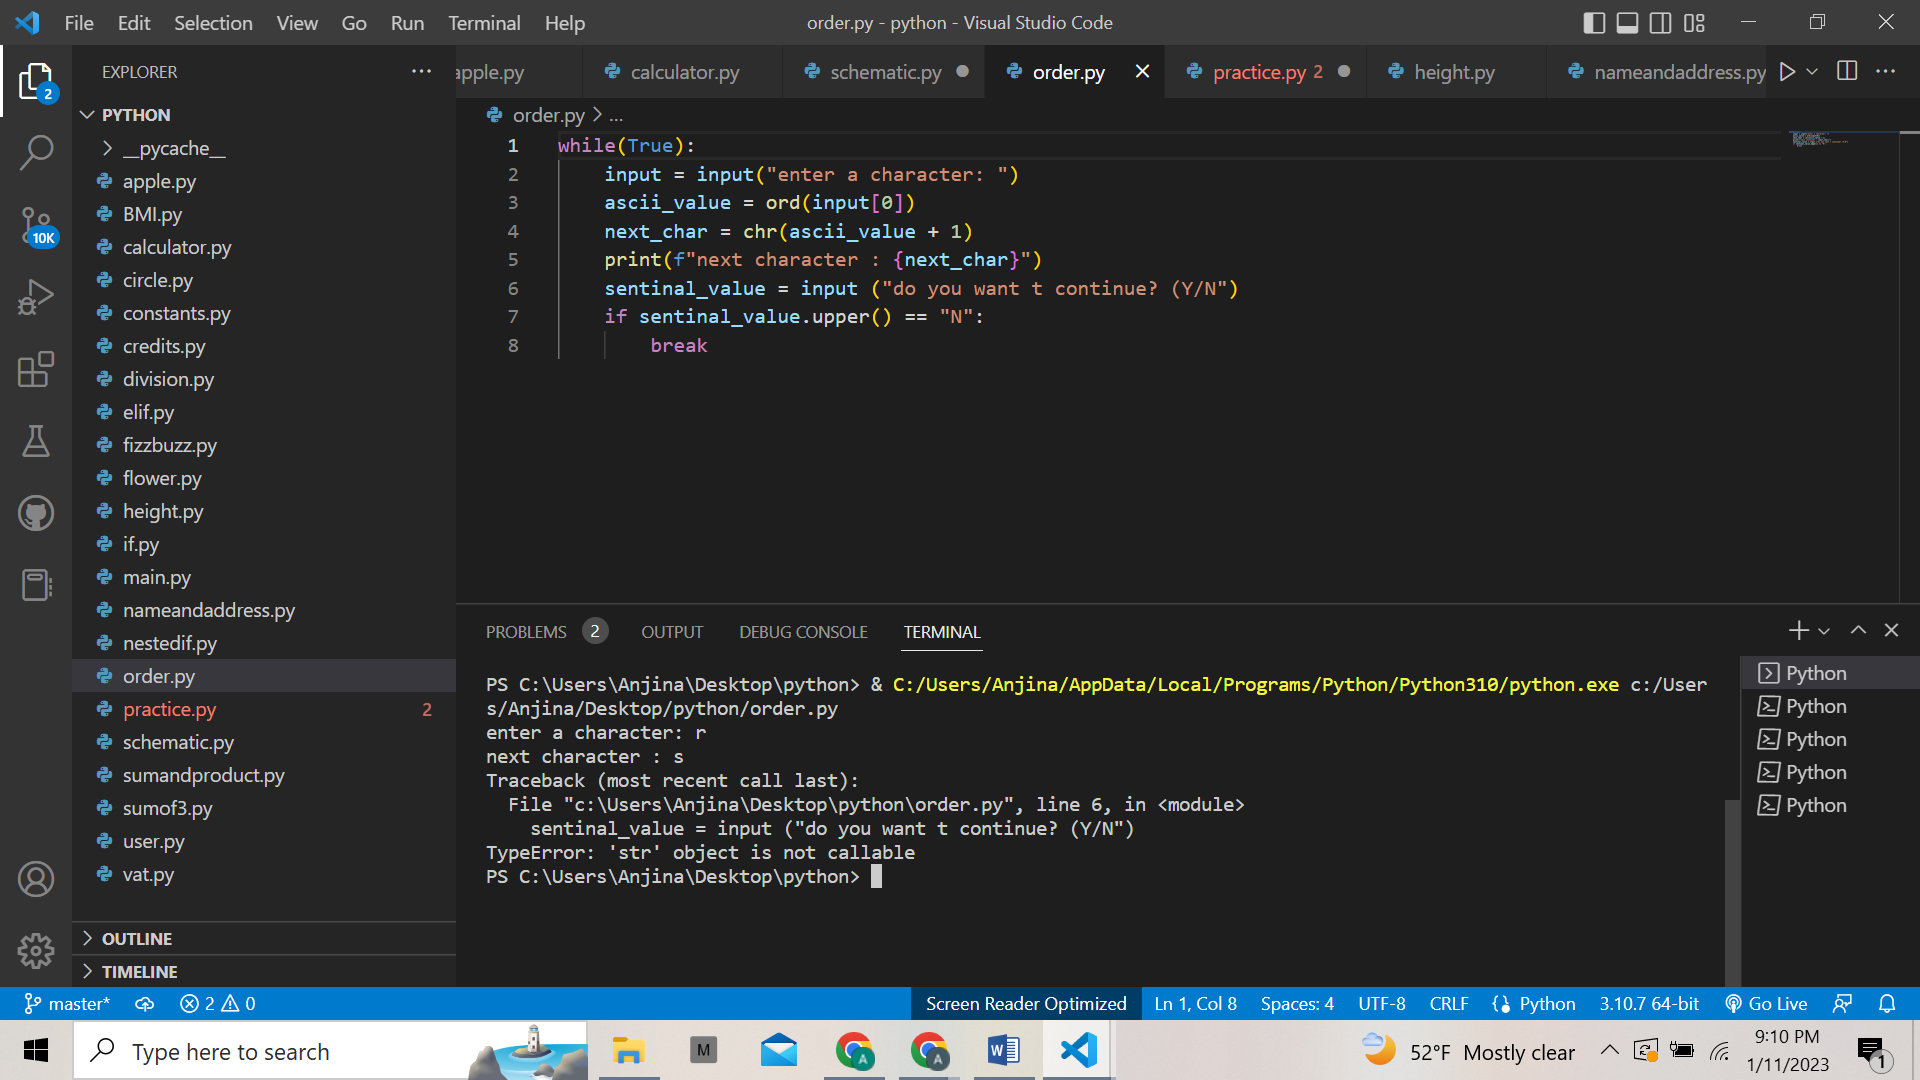 File Edit Selection View Go Run Terminal Help
order.py - python - Visual Studio Code
EXPLORER
2
10K
PYTHON
__pycache__
apple.py
BMI.py
calculator.py
circle.py
constants.py
credits.py
division.py
elif.py
fizzbuzz.py
flower.py
height.py
if.py
main.py
nameandaddress.py
nestedif.py
order.py
practice.py 2
schematic.py
sumandproduct.py
sumof3.py
user.py
vat.py
OUTLINE
TIMELINE
apple.py calculator.py schematic.py order.py practice.py 2 height.py nameandaddress.py
order.py > ...
1 while(True):
2 input = input("enter a character: ")
3 ascii_value = ord(input[0])
4 next_char = chr(ascii_value + 1)
5 print(f"next character : {next_char}")
6 sentinal_value = input ("do you want t continue? (Y/N")
7 if sentinal_value.upper() == "N":
8 break
PROBLEMS 2 OUTPUT DEBUG CONSOLE TERMINAL
PS C:\Users\Anjina\Desktop\python> & C:/Users/Anjina/AppData/Local/Programs/Python/Python310/python.exe c:/User
s/Anjina/Desktop/python/order.py
enter a character: r
next character : s
Traceback (most recent call last):
File "c:\Users\Anjina\Desktop\python\order.py", line 6, in <module>
sentinal_value = input ("do you want t continue? (Y/N")
TypeError: 'str' object is not callable
PS C:\Users\Anjina\Desktop\python>
Python
Python
Python
Python
Python
master* 2 0 Screen Reader Optimized Ln 1, Col 8 Spaces: 4 UTF-8 CRLF Python 3.10.7 64-bit Go Live
Type here to search
M
A
A
W
52°F Mostly clear
9:10 PM
1/11/2023
1